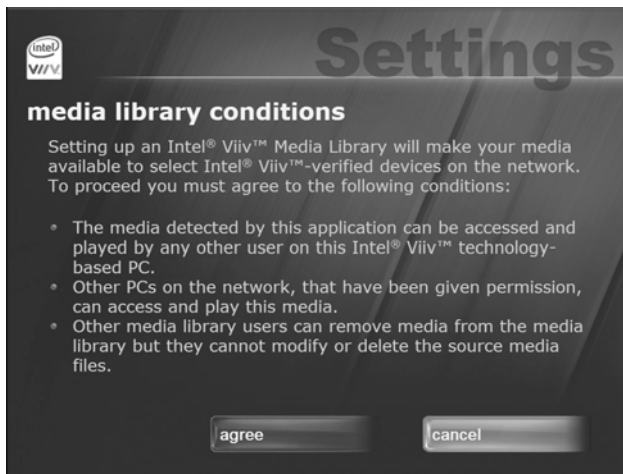 intel
VIIV
Settings
media library conditions
Setting up an Intel® Viiv™ Media Library will make your media
available to select Intel® Viiv™-verified devices on the network.
To proceed you must agree to the following conditions:
• The media detected by this application can be accessed and
played by any other user on this Intel® Viiv™ technology-
based PC.
• Other PCs on the network, that have been given permission,
can access and play this media.
• Other media library users can remove media from the media
library but they cannot modify or delete the source media
files.
agree
cancel